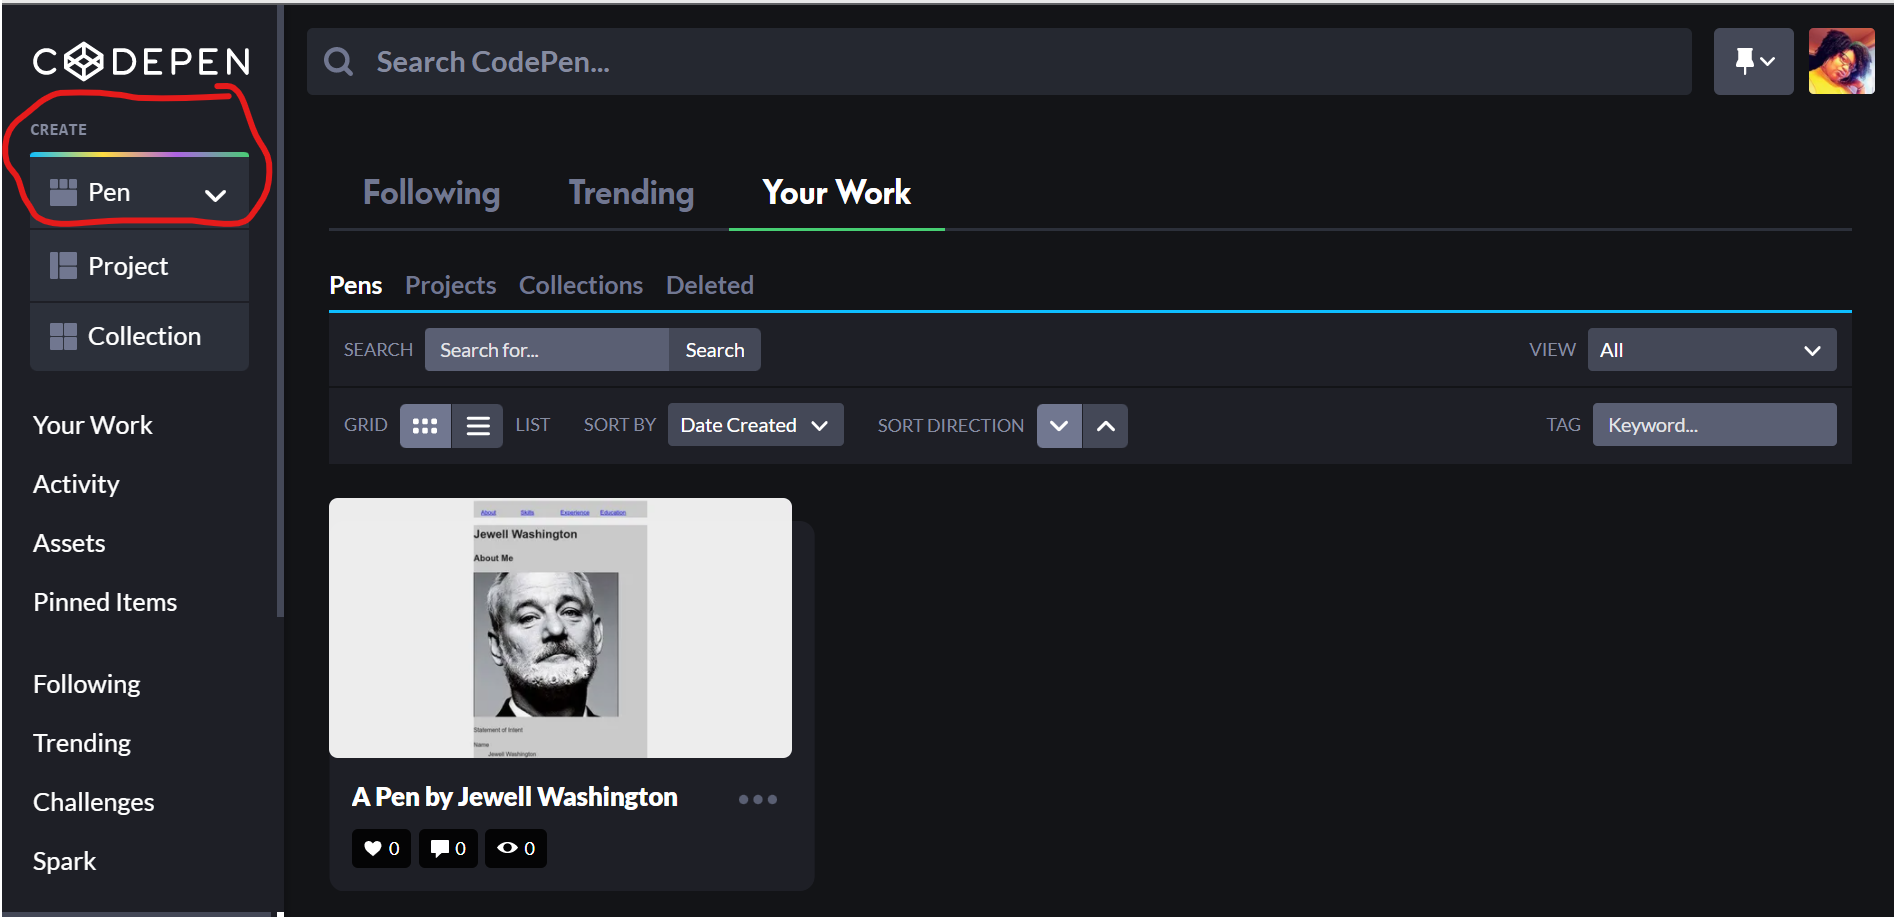 CODEPEN
CREATE
Pen
Project
Collection
Your Work
Activity
Assets
Pinned Items
Following
Trending
Challenges
Spark
Search CodePen...
Following Trending Your Work
Pens Projects Collections Deleted
SEARCH Search for... Search VIEW All
GRID LIST SORT BY Date Created SORT DIRECTION TAG Keyword...
About Skills Experience Education
Jewell Washington
About Me
Statement of Intent
Name
Jewell Washington
A Pen by Jewell Washington
0 0 0